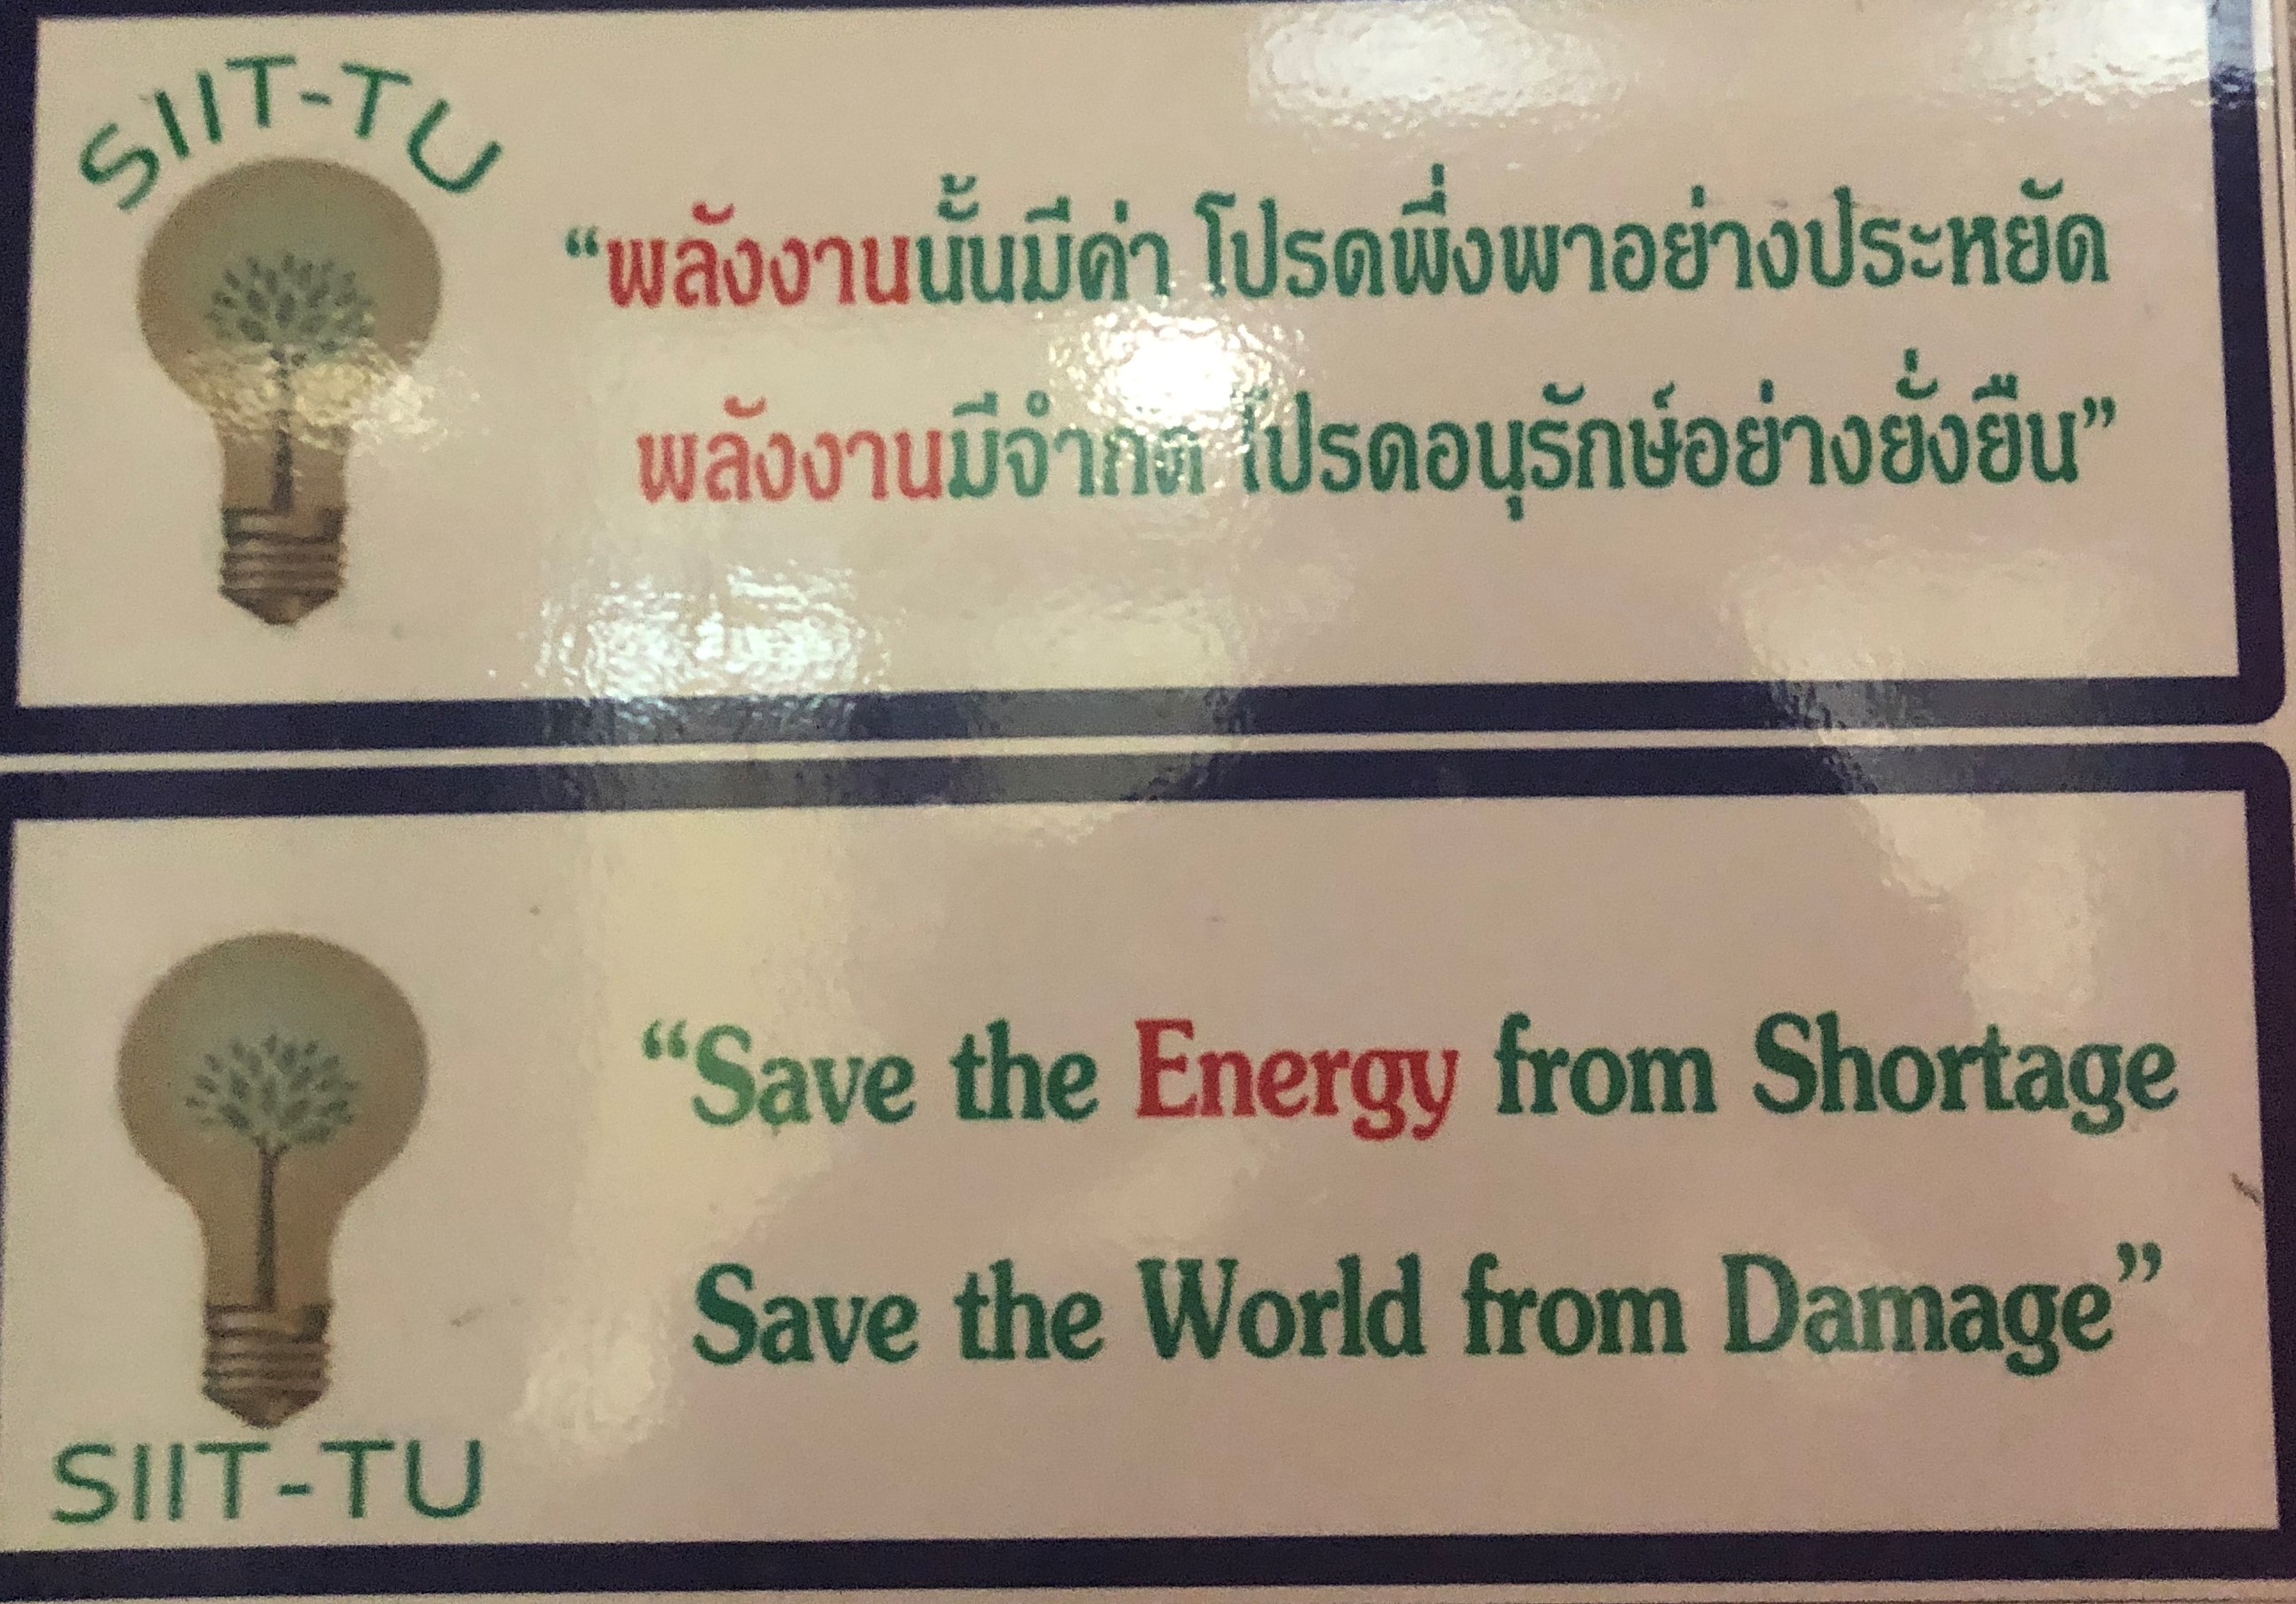 SIIT-TU
“พลังงานนั้นมีค่า โปรดพึ่งพาอย่างประหยัด
พลังงานมีจำกัด โปรดอนุรักษ์อย่างยั่งยืน”
“Save the Energy from Shortage
Save the World from Damage”
SIIT-TU